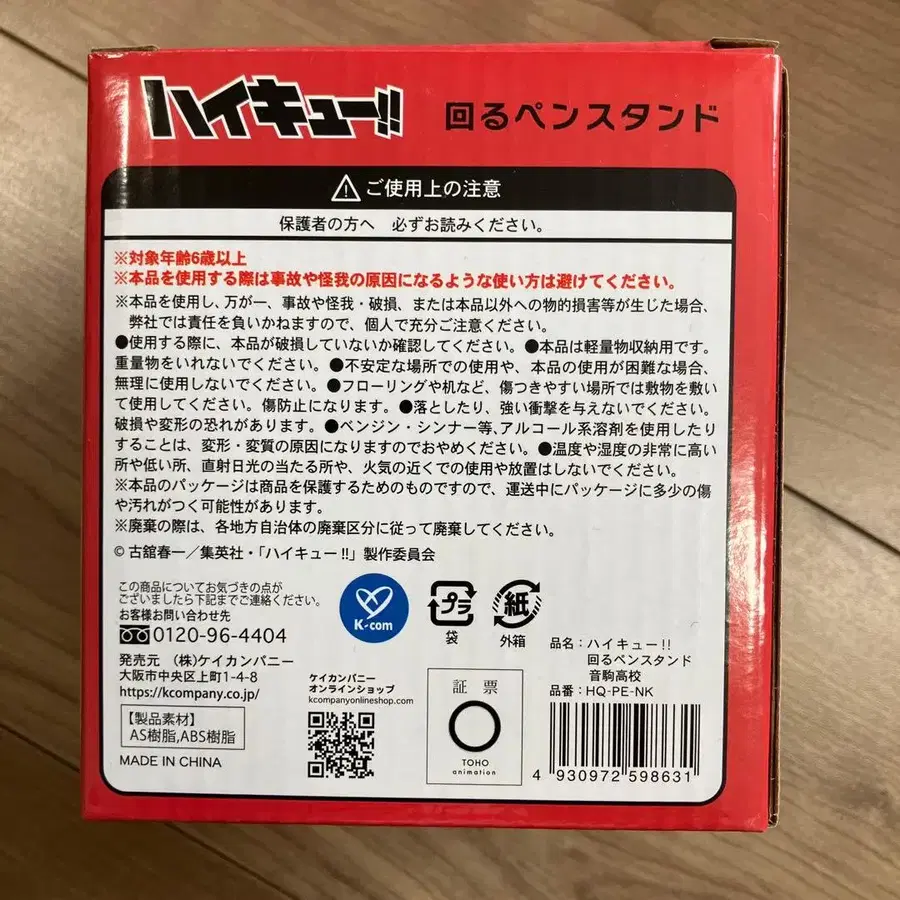 ハイキュー!! 回るペンスタンド
ご使用上の注意
保護者の方へ 必ずお読みください。
※対象年齢6歳以上
※本品を使用する際は事故や怪我の原因になるような使い方は避けてください。
※本品を使用し、万が一、事故や怪我・破損、または本品以外への物的損害等が生じた場合、
弊社では責任を負いかねますので、個人で充分ご注意ください。
●使用する際に、本品が破損していないか確認してください。●本品は軽量物収納用です。
重量物をいれないでください。●不安定な場所での使用や、本品の使用が困難な場合、
無理に使用しないでください。●フローリングや机など、傷つきやすい場所では敷物を敷い
て使用してください。傷防止になります。●落としたり、強い衝撃を与えないでください。
破損や変形の恐れがあります。●ベンジン・シンナー等、アルコール系溶剤を使用したり
することは、変形・変質の原因になりますのでおやめください。●温度や湿度の非常に高い
所や低い所、直射日光の当たる所や、火気の近くでの使用や放置はしないでください。
※本品のパッケージは商品を保護するためのものですので、運送中にパッケージに多少の傷
や汚れがつく可能性があります。
※廃棄の際は、各地方自治体の廃棄区分に従って廃棄してください。
©古舘春一／集英社・「ハイキュー!!」製作委員会
この商品についてお気づきの点が
ございましたら下記までご連絡ください。
お客様お問い合わせ先
0120-96-4404
発売元 (株)ケイカンパニー
大阪市中央区上町1-4-8
https://kcompany.co.jp/
【製品素材】
AS樹脂,ABS樹脂
MADE IN CHINA
K-com
プラ
袋
紙
外箱
ケイカンパニー
オンラインショップ
kcompanyonlineshop.com
証票
TOHO
animation
品名：ハイキュー!!
回るペンスタンド
音駒高校
品番：HQ-PE-NK
4 930972 598631